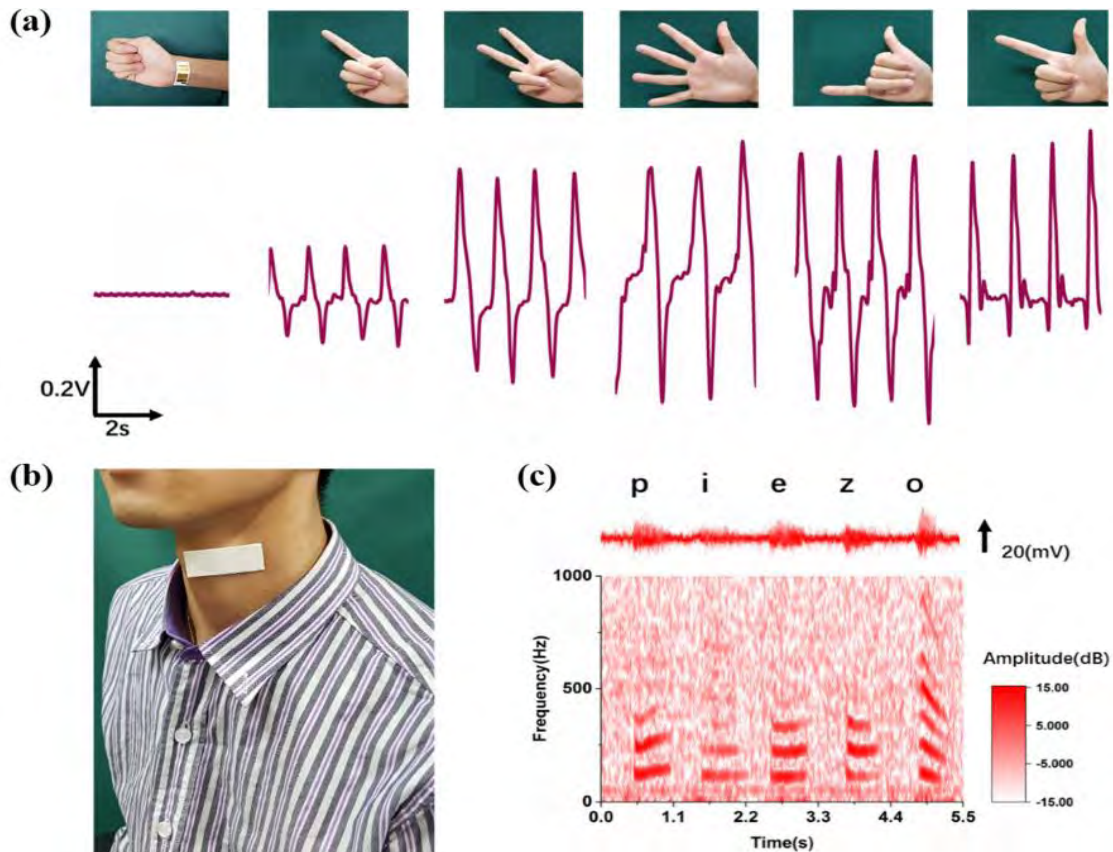 (a)
0.2V
2s
(b)
(c)
p i e z o
20(mV)
1000
500
0
Frequency(Hz)
0.0 1.1 2.2 3.3 4.4 5.5
Time(s)
Amplitude(dB)
15.00
5.000
-5.000
-15.00